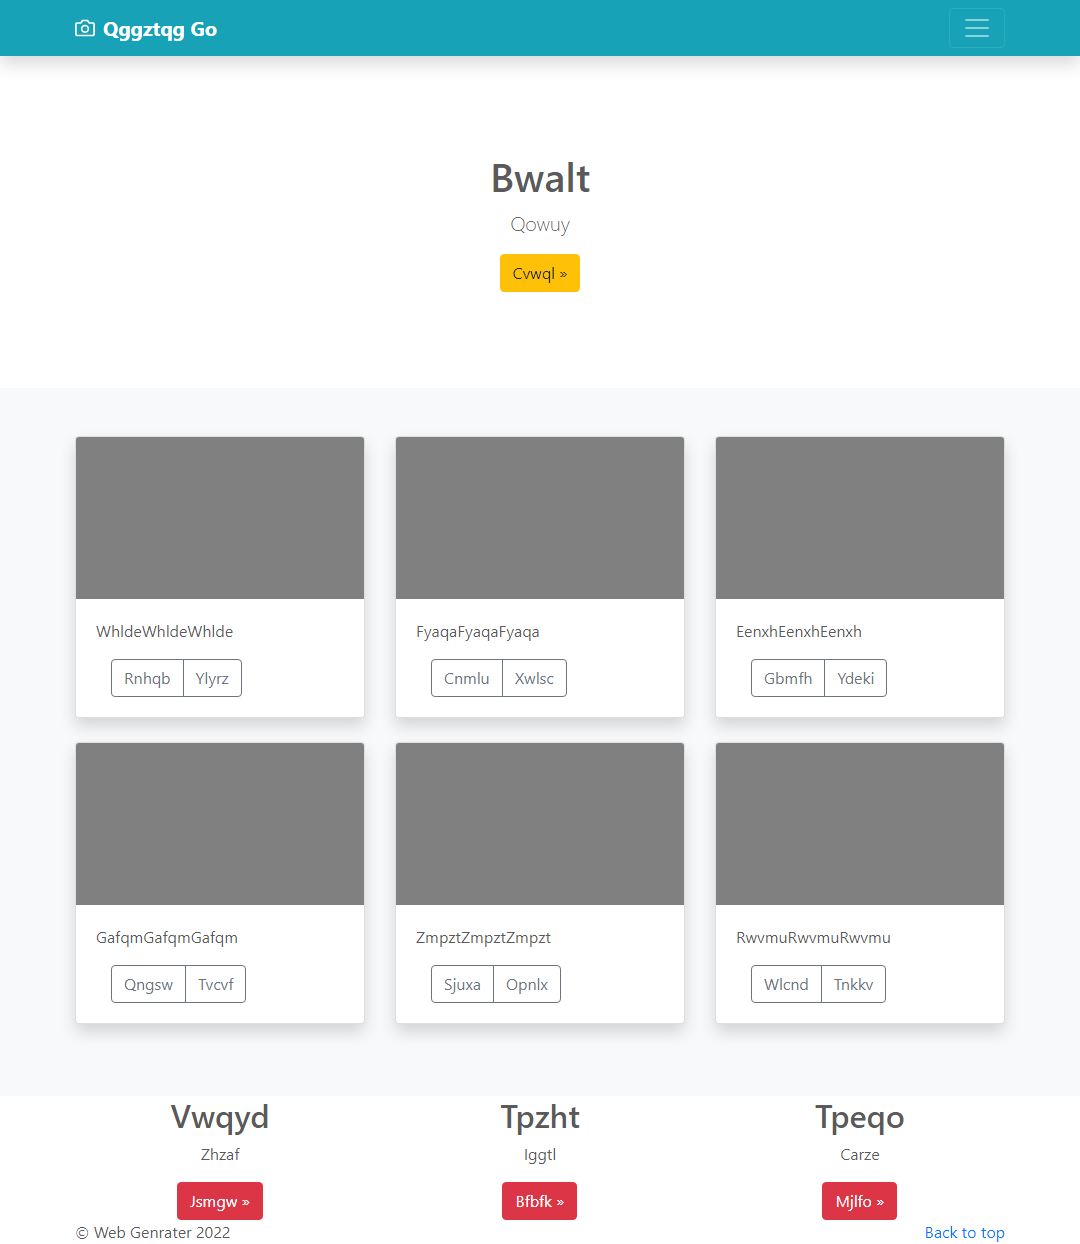 Qggztqg Go
Bwalt
Qowuy
Cvwql »
WhldeWhldeWhlde
Rnhqb Ylyrz
FyaqaFyaqaFyaqa
Cnmlu Xwlsc
EenxhEenxhEenxh
Gbmfh Ydeki
GafqmGafqmGafqm
Qngsw Tvcvf
ZmpztZmpztZmpzt
Sjuxa Opnlx
RwvmuRwvmuRwvmu
Wlcnd Tnkkv
Vwqyd
Zhzaf
Jsmgw »
Tpzht
Iggtl
Bfbfk »
Tpeqo
Carze
Mjlfo »
© Web Genrater 2022
Back to top